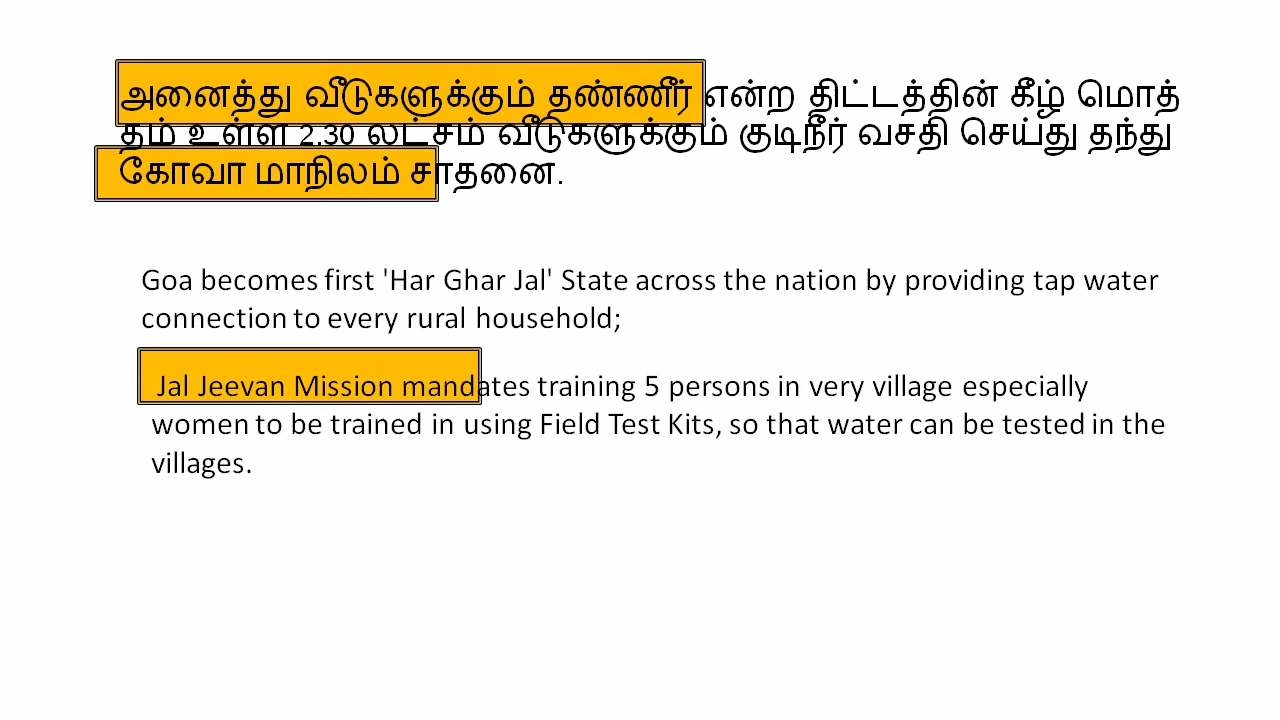 அனைத்து வீடுகளுக்கும் தண்ணீர் என்ற திட்டத்தின் கீழ் மொத்
தம் உள்ள 2.30 லட்சம் வீடுகளுக்கும் குடிநீர் வசதி செய்து தந்து
கோவா மாநிலம் சாதனை.
Goa becomes first 'Har Ghar Jal' State across the nation by providing tap water
connection to every rural household;
Jal Jeevan Mission mandates training 5 persons in very village especially
women to be trained in using Field Test Kits, so that water can be tested in the
villages.